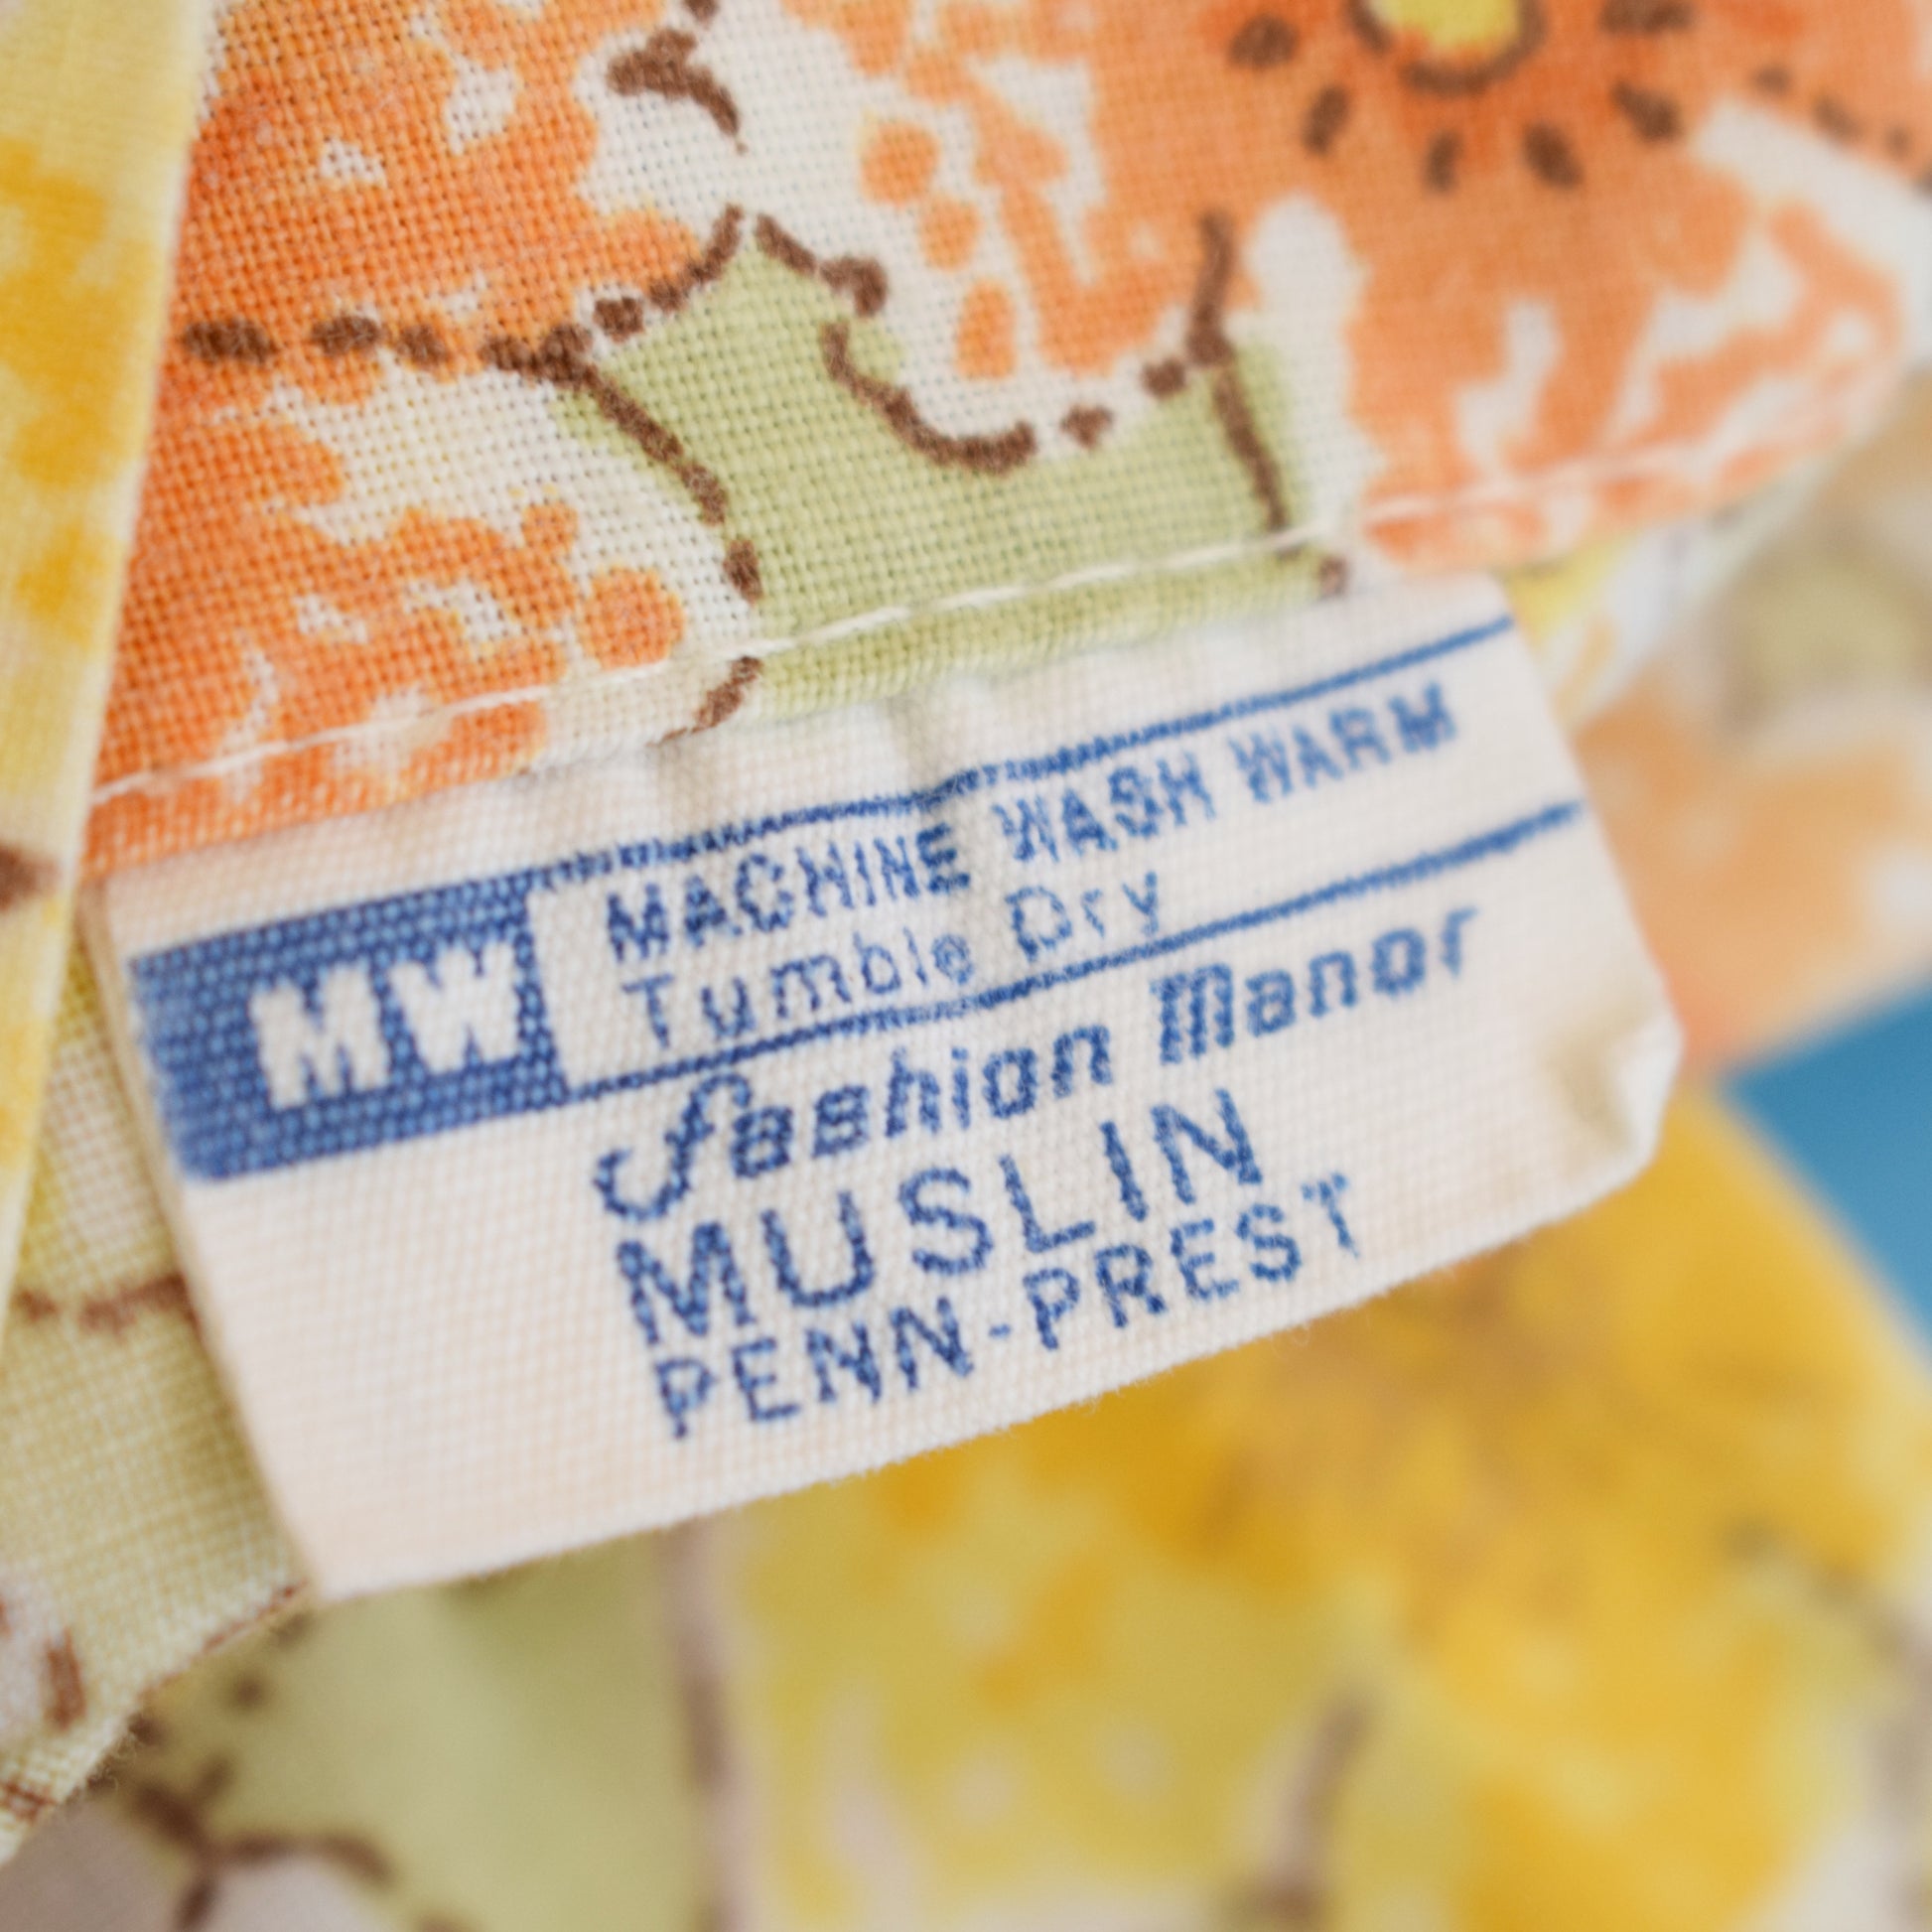 MW
MACHINE WASH WARM
Tumble Dry
Fashion Manor
MUSLIN
PENN-PREST